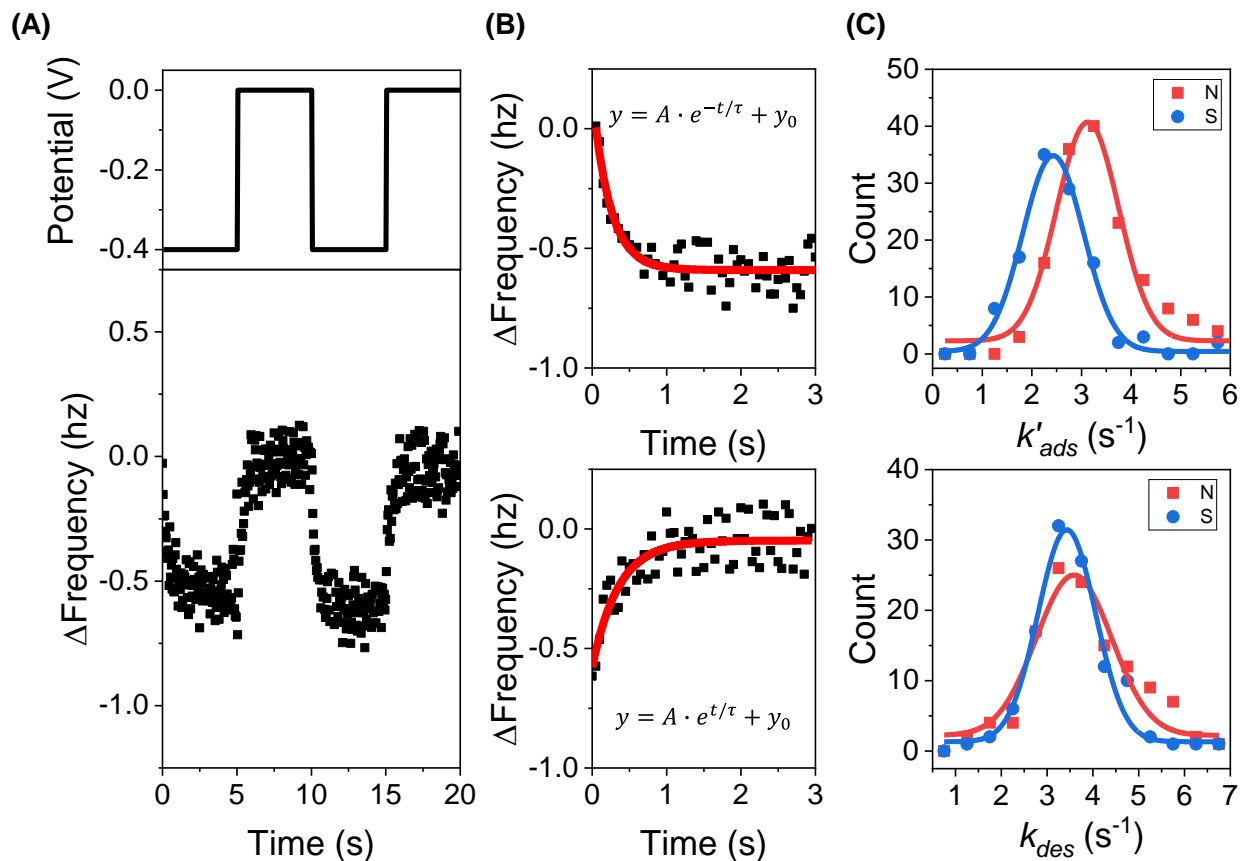 (A)
Potential (V)
0.0
-0.2
-0.4
ΔFrequency (hz)
0.5
0.0
-0.5
-1.0
0 5 10 15 20
Time (s)
(B)
ΔFrequency (hz)
0.0
-0.5
-1.0
y = A · e^{-t/τ} + y₀
0 1 2 3
Time (s)
ΔFrequency (hz)
0.0
-0.5
-1.0
y = A · e^{t/τ} + y₀
0 1 2 3
Time (s)
(C)
Count
50
40
30
20
10
0
N
S
0 1 2 3 4 5 6
k'ads (s-1)
Count
40
30
20
10
0
N
S
1 2 3 4 5 6 7
kdes (s-1)